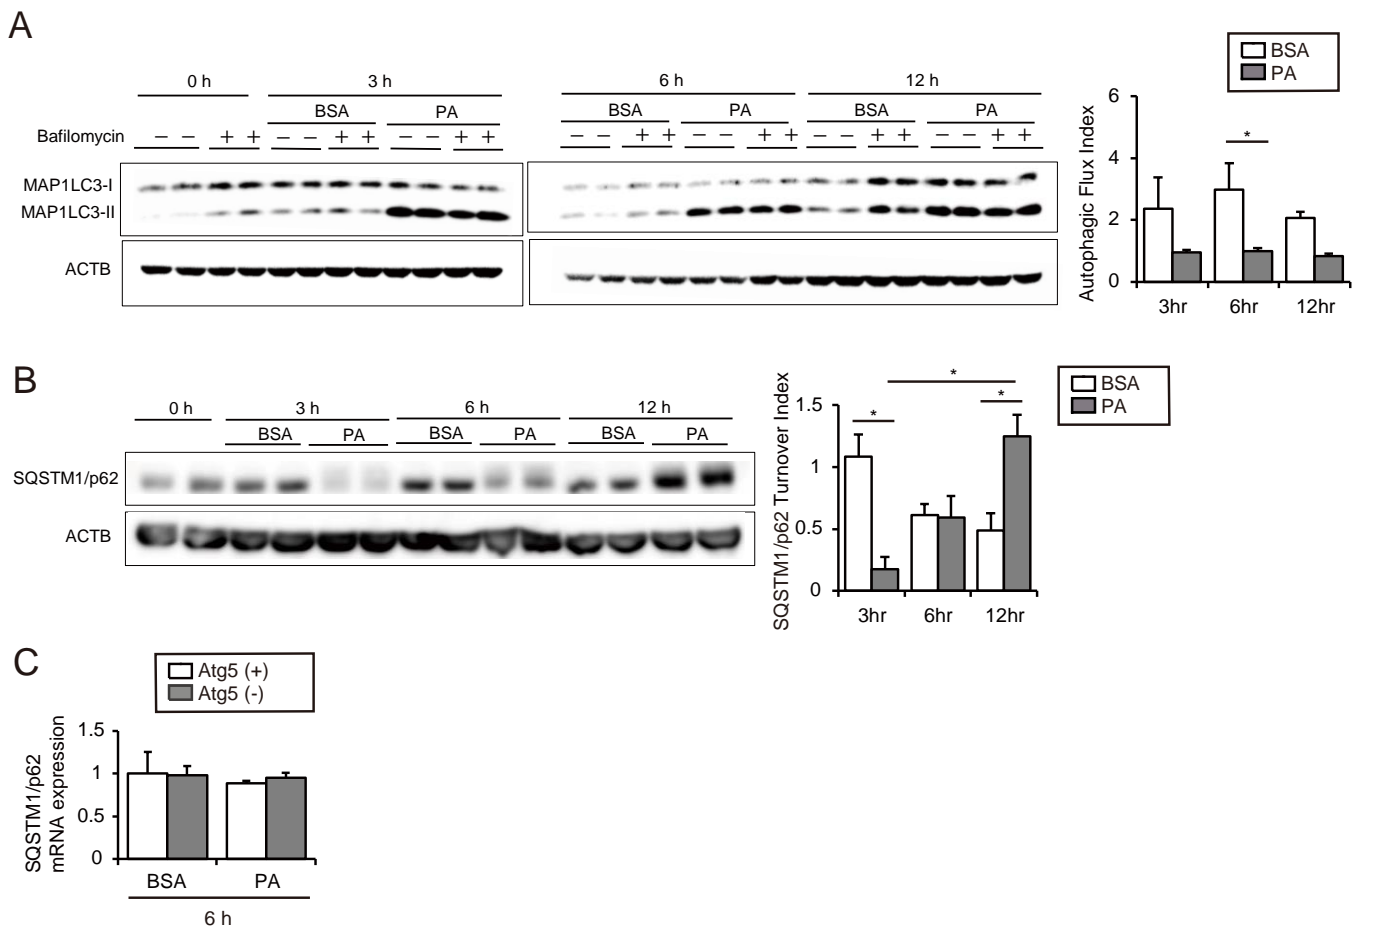 A
0 h
3 h
BSA
PA
Bafilomycin
− − + + − − + + − − + +
MAP1LC3-I
MAP1LC3-II
ACTB
6 h
12 h
BSA
PA
BSA
PA
− − + + − − + + − − + + − − + +
BSA
PA
Autophagic Flux Index
6
4
2
0
*
3hr
6hr
12hr
B
0 h
3 h
6 h
12 h
BSA
PA
BSA
PA
BSA
PA
SQSTM1/p62
ACTB
SQSTM1/p62 Turnover Index
1.5
1
0.5
0
*
*
*
3hr
6hr
12hr
BSA
PA
C
Atg5 (+)
Atg5 (-)
SQSTM1/p62
mRNA expression
1.5
1
0.5
0
BSA
PA
6 h